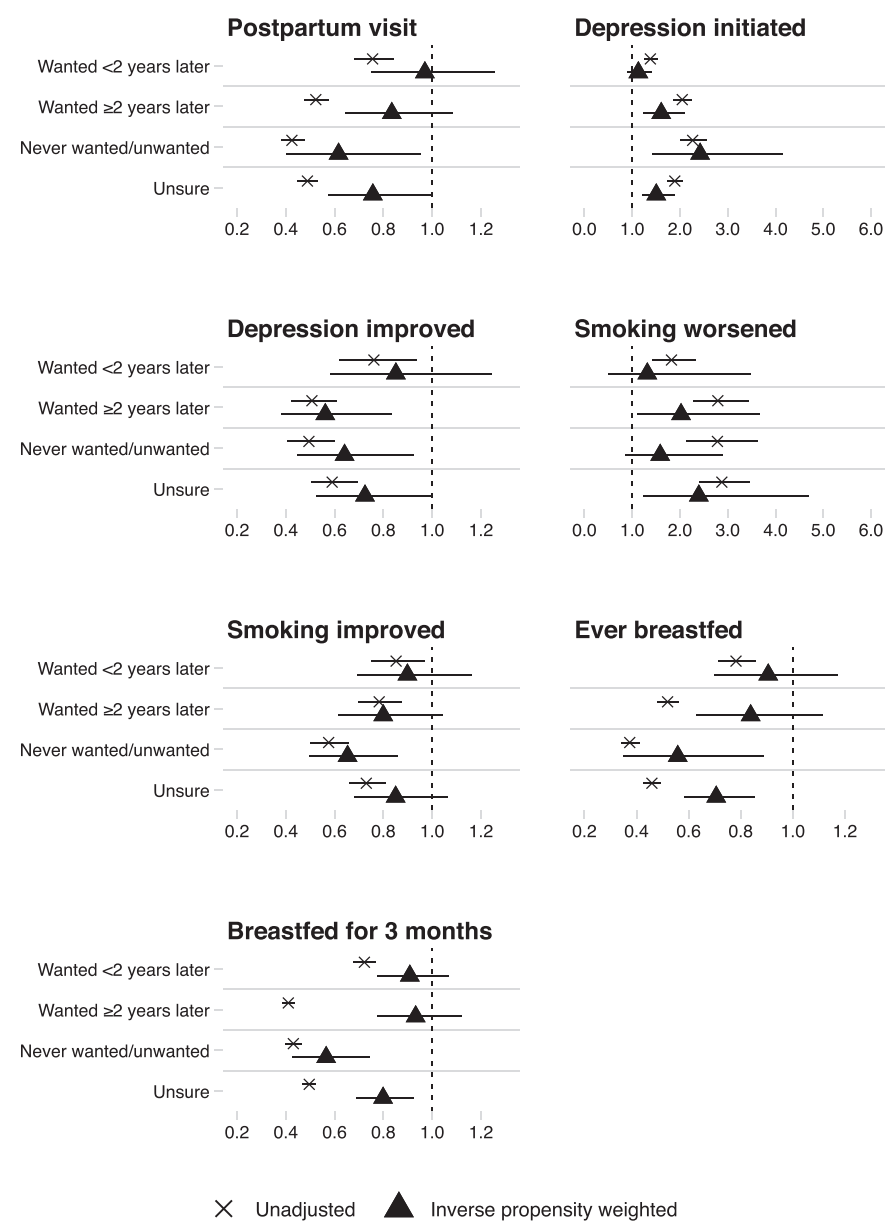 Postpartum visit
Wanted <2 years later
Wanted ≥2 years later
Never wanted/unwanted
Unsure
0.2 0.4 0.6 0.8 1.0 1.2
Depression initiated
0.0 1.0 2.0 3.0 4.0 5.0 6.0
Depression improved
Wanted <2 years later
Wanted ≥2 years later
Never wanted/unwanted
Unsure
0.2 0.4 0.6 0.8 1.0 1.2
Smoking worsened
0.0 1.0 2.0 3.0 4.0 5.0 6.0
Smoking improved
Wanted <2 years later
Wanted ≥2 years later
Never wanted/unwanted
Unsure
0.2 0.4 0.6 0.8 1.0 1.2
Ever breastfed
0.2 0.4 0.6 0.8 1.0 1.2
Breastfed for 3 months
Wanted <2 years later
Wanted ≥2 years later
Never wanted/unwanted
Unsure
0.2 0.4 0.6 0.8 1.0 1.2
Unadjusted Inverse propensity weighted